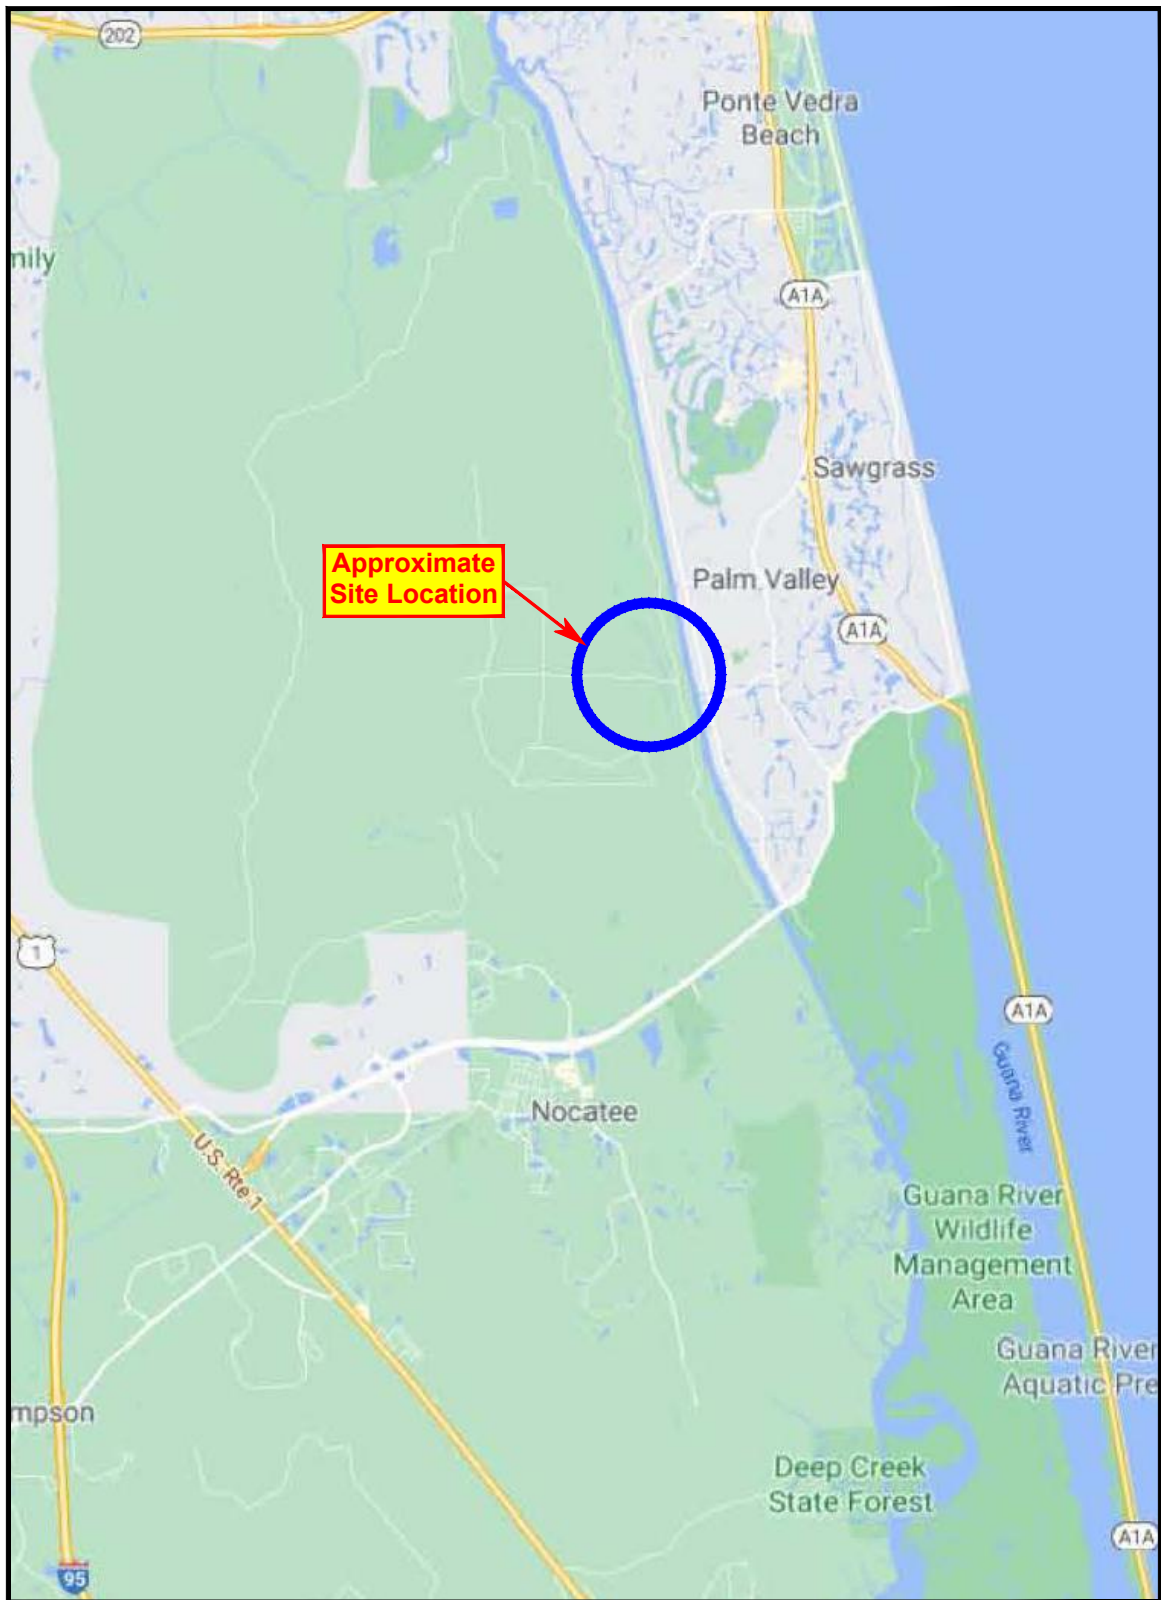 202
Ponte Vedra
Beach
mily
A1A
Sawgrass
Approximate
Site Location
Palm Valley
A1A
1
A1A
Guana River
Nocatee
U.S. Rte 1
Guana River
Wildlife
Management
Area
Guana River
Aquatic Pre
mpson
Deep Creek
State Forest
A1A
95